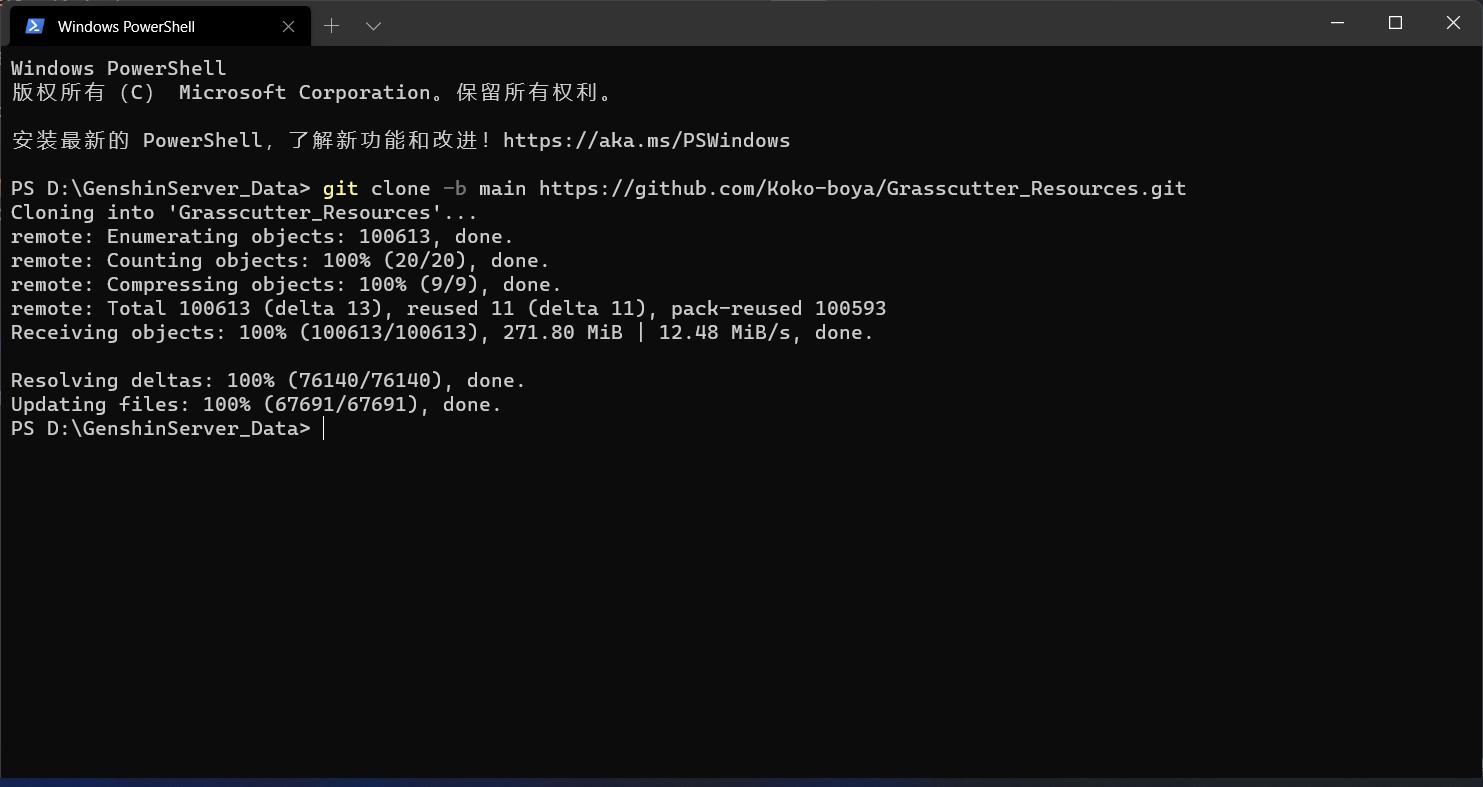 Windows PowerShell
Windows PowerShell
版权所有（C） Microsoft Corporation。保留所有权利。
安装最新的 PowerShell，了解新功能和改进！https://aka.ms/PSWindows
PS D:\GenshinServer_Data> git clone -b main https://github.com/Koko-boya/Grasscutter_Resources.git
Cloning into 'Grasscutter_Resources'...
remote: Enumerating objects: 100613, done.
remote: Counting objects: 100% (20/20), done.
remote: Compressing objects: 100% (9/9), done.
remote: Total 100613 (delta 13), reused 11 (delta 11), pack-reused 100593
Receiving objects: 100% (100613/100613), 271.80 MiB | 12.48 MiB/s, done.
Resolving deltas: 100% (76140/76140), done.
Updating files: 100% (67691/67691), done.
PS D:\GenshinServer_Data>